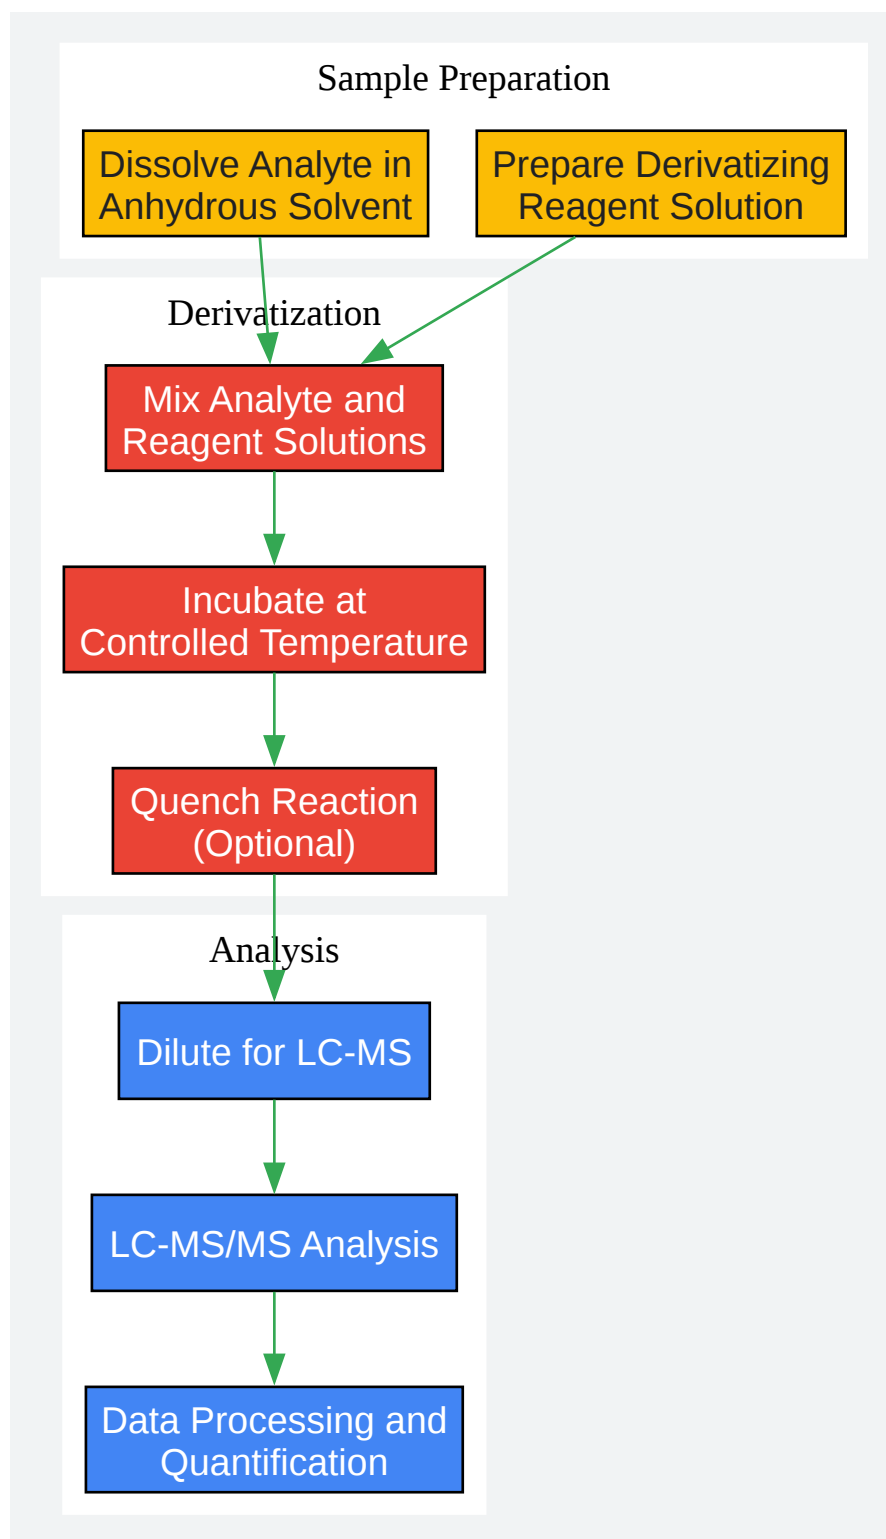 Sample Preparation
Dissolve Analyte in
Anhydrous Solvent
Prepare Derivatizing
Reagent Solution
Derivatization
Mix Analyte and
Reagent Solutions
Incubate at
Controlled Temperature
Quench Reaction
(Optional)
Analysis
Dilute for LC-MS
LC-MS/MS Analysis
Data Processing and
Quantification